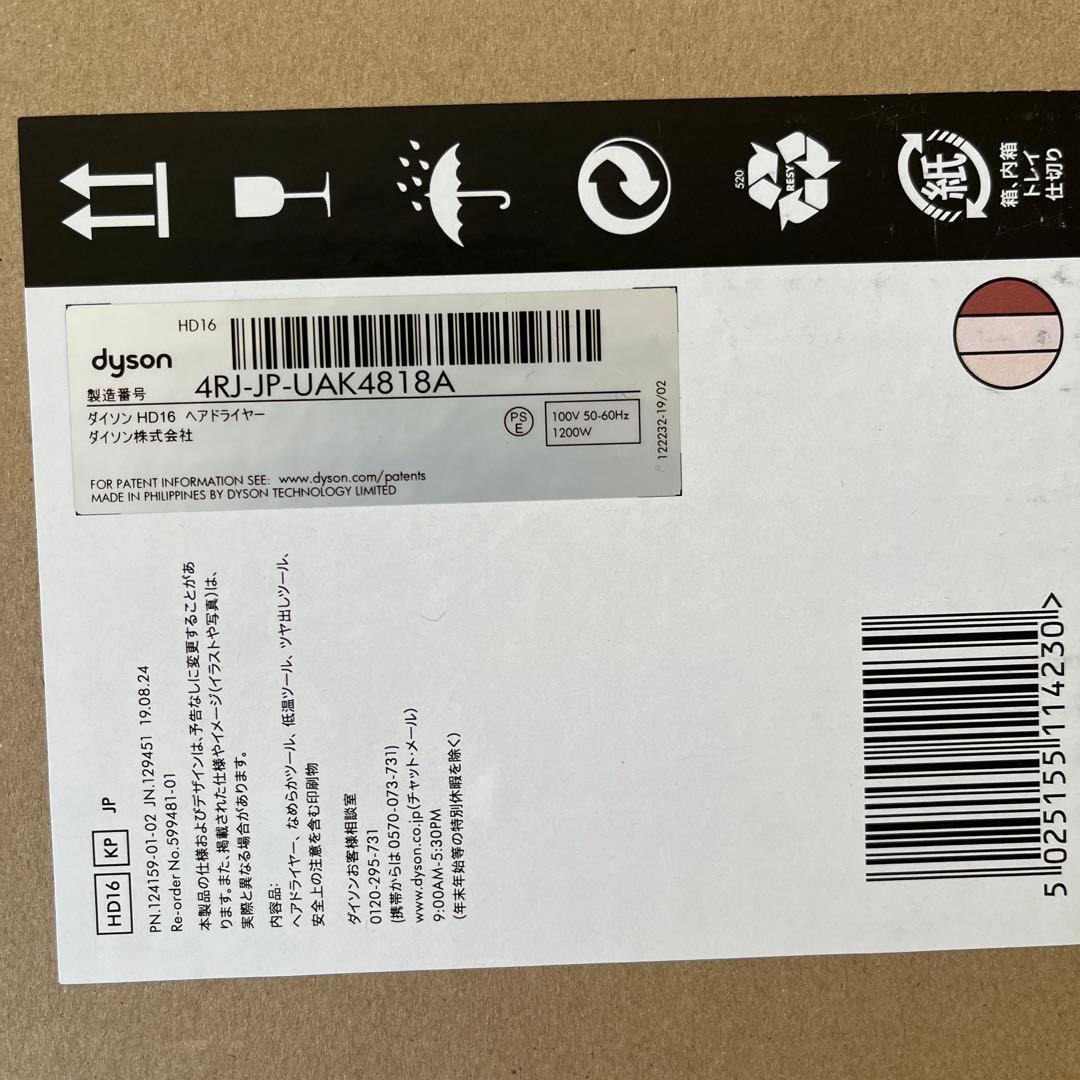 520
RESY
紙
箱、内箱
トレイ
仕切り
HD16
dyson
製造番号
4RJ-JP-UAK4818A
ダイソン HD16 ヘアドライヤー
ダイソン株式会社
PS
E
100V 50-60Hz
1200W
FOR PATENT INFORMATION SEE: www.dyson.com/patents
MADE IN PHILIPPINES BY DYSON TECHNOLOGY LIMITED
P 122232-19/02
HD16 KP JP
PN.124159-01-02 JN.129451 19.08.24
Re-order No.599481-01
本製品の仕様およびデザインは、予告なしに変更することがあ
ります。また、掲載された仕様やイメージ(イラストや写真)は、
実際と異なる場合があります。
内容品:
ヘアドライヤー、なめらかツール、低温ツール、ツヤ出しツール、
安全上の注意を含む印刷物
ダイソンお客様相談室
0120-295-731
(携帯からは 0570-073-731)
www.dyson.co.jp(チャット・メール)
9:00AM-5:30PM
(年末年始等の特別休暇を除く)
5 025155 114230 >